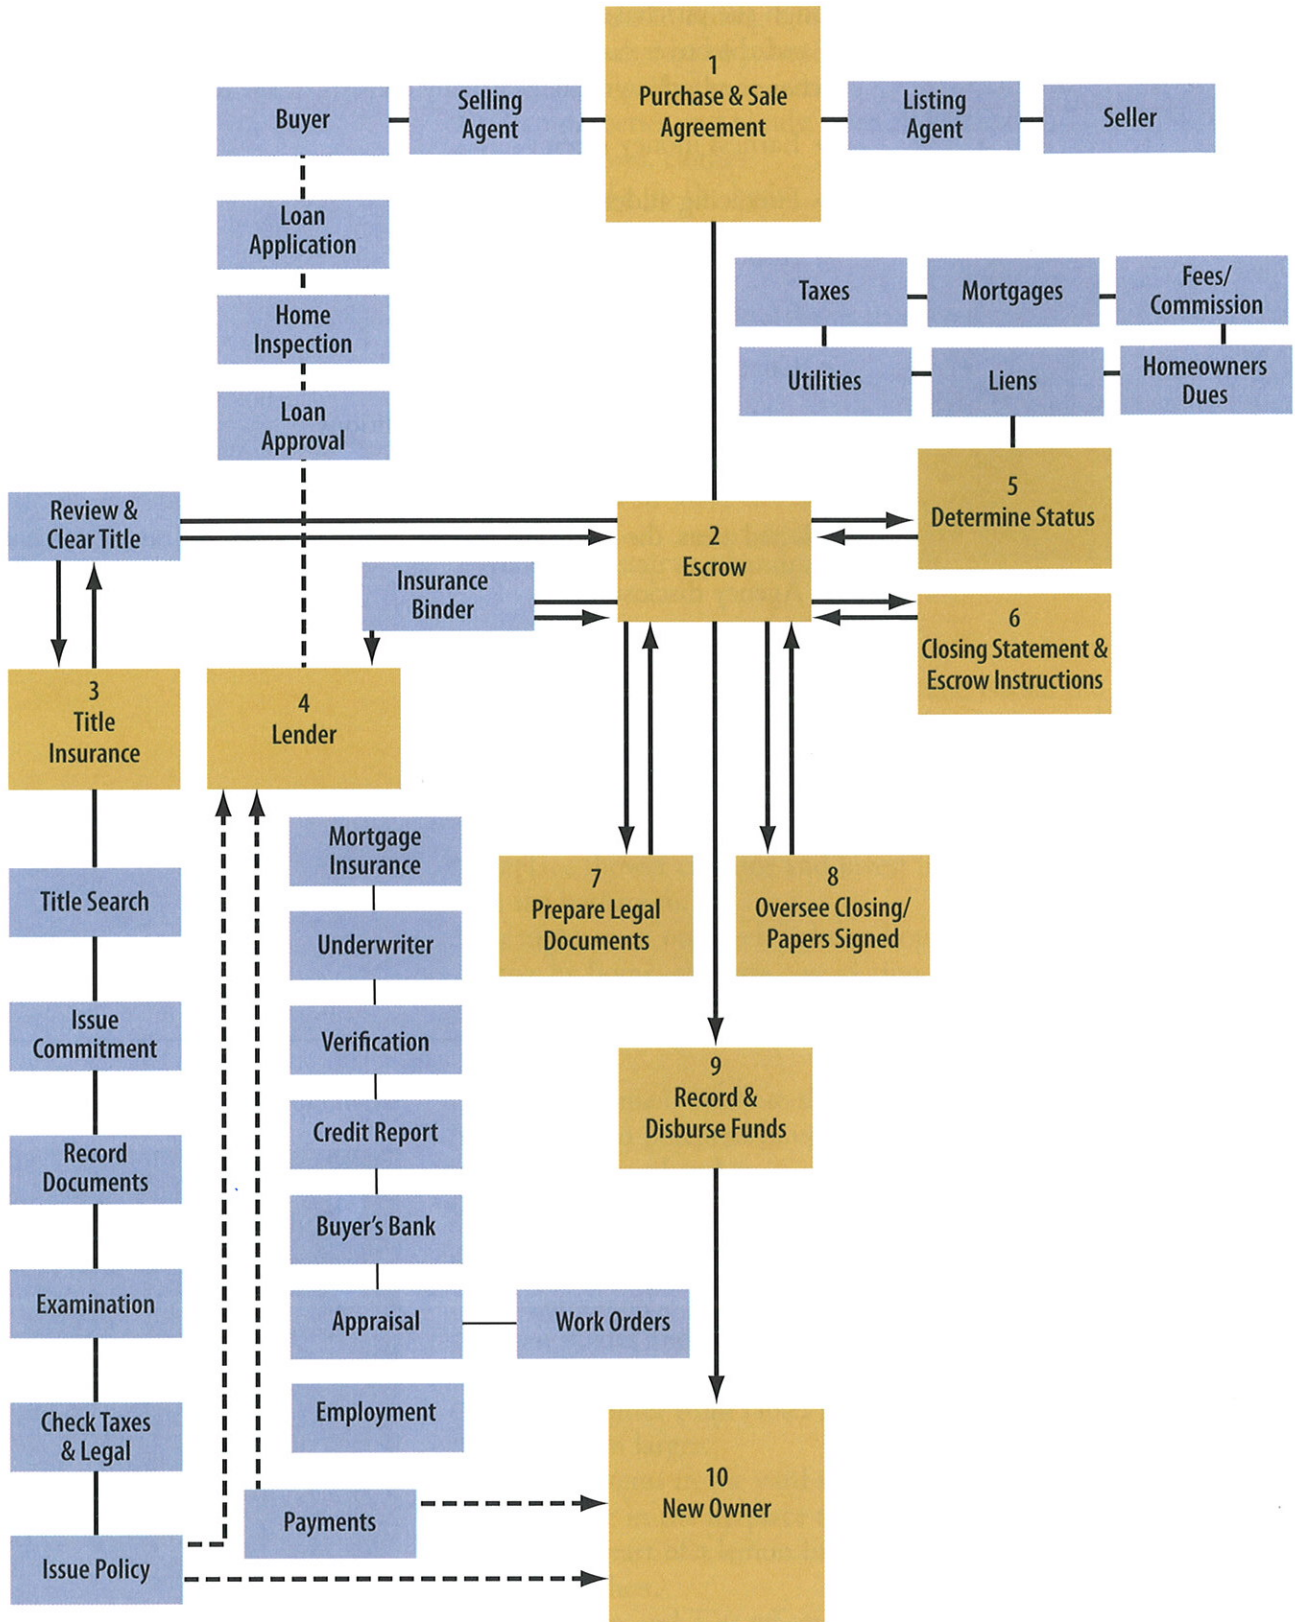 1
Purchase & Sale
Agreement
Buyer
Selling
Agent
Listing
Agent
Seller
Loan
Application
Home
Inspection
Loan
Approval
Taxes
Mortgages
Fees/
Commission
Utilities
Liens
Homeowners
Dues
Review &
Clear Title
2
Escrow
5
Determine Status
Insurance
Binder
6
Closing Statement &
Escrow Instructions
3
Title
Insurance
4
Lender
Mortgage
Insurance
7
Prepare Legal
Documents
8
Oversee Closing/
Papers Signed
Title Search
Underwriter
Issue
Commitment
Verification
9
Record &
Disburse Funds
Credit Report
Record
Documents
Buyer's Bank
Examination
Appraisal
Work Orders
Employment
Check Taxes
& Legal
10
New Owner
Payments
Issue Policy